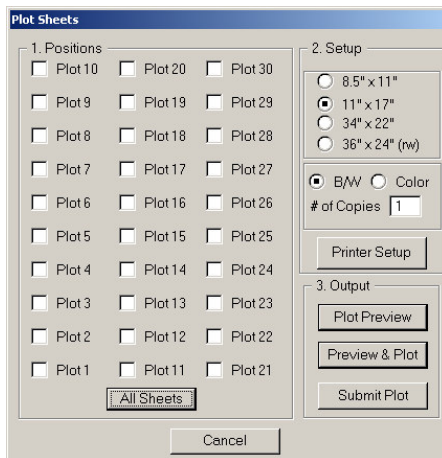 Plot Sheets
1. Positions
Plot 10 Plot 20 Plot 30
Plot 9 Plot 19 Plot 29
Plot 8 Plot 18 Plot 28
Plot 7 Plot 17 Plot 27
Plot 6 Plot 16 Plot 26
Plot 5 Plot 15 Plot 25
Plot 4 Plot 14 Plot 24
Plot 3 Plot 13 Plot 23
Plot 2 Plot 12 Plot 22
Plot 1 Plot 11 Plot 21
All Sheets
2. Setup
8.5" x 11"
11" x 17"
34" x 22"
36" x 24" (rw)
B/W Color
# of Copies 1
Printer Setup
3. Output
Plot Preview
Preview & Plot
Submit Plot
Cancel